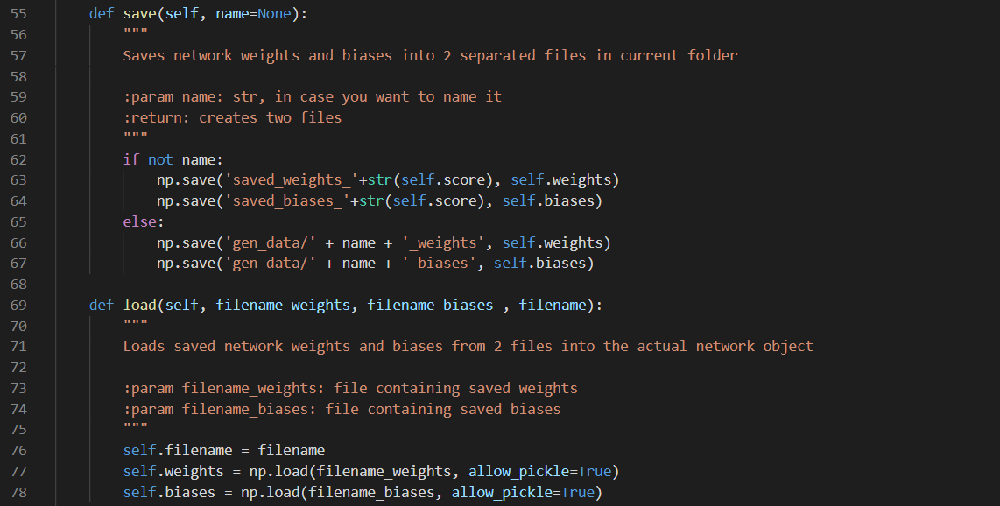 55 def save(self, name=None):
56 """
57 Saves network weights and biases into 2 separated files in current folder
58
59 :param name: str, in case you want to name it
60 :return: creates two files
61 """
62 if not name:
63 np.save('saved_weights_'+str(self.score), self.weights)
64 np.save('saved_biases_'+str(self.score), self.biases)
65 else:
66 np.save('gen_data/' + name + '_weights', self.weights)
67 np.save('gen_data/' + name + '_biases', self.biases)
68
69 def load(self, filename_weights, filename_biases , filename):
70 """
71 Loads saved network weights and biases from 2 files into the actual network object
72
73 :param filename_weights: file containing saved weights
74 :param filename_biases: file containing saved biases
75 """
76 self.filename = filename
77 self.weights = np.load(filename_weights, allow_pickle=True)
78 self.biases = np.load(filename_biases, allow_pickle=True)